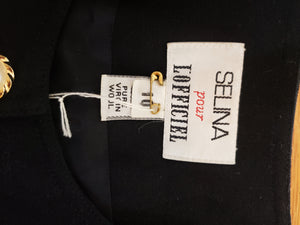 SELINA
pour
L'OFFICIEL
10
PURE
VIRGIN
WOOL